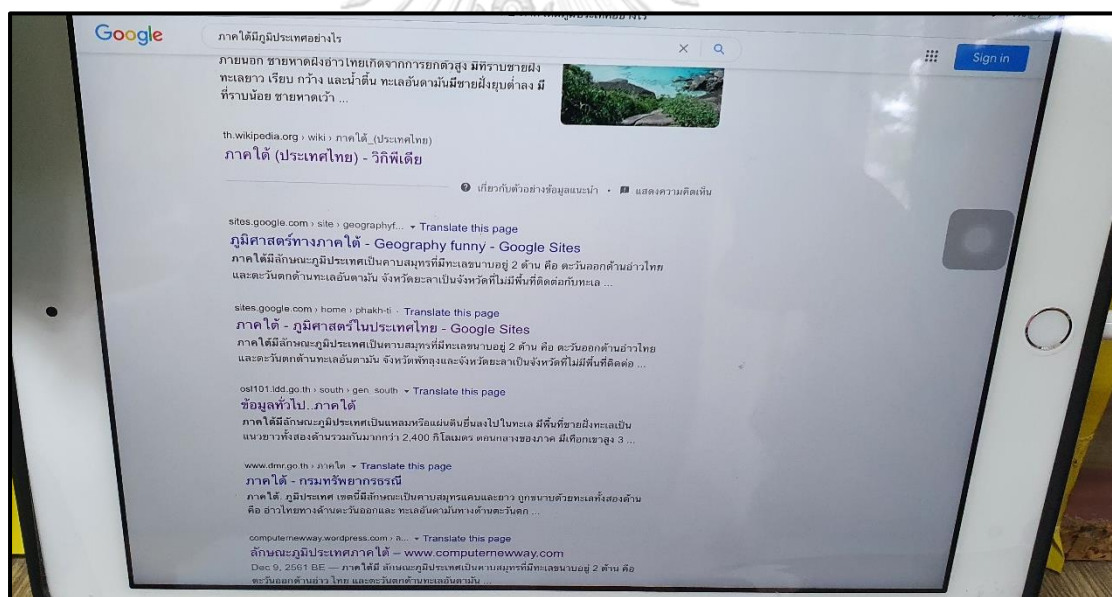 Google
ภาคใต้มีภูมิประเทศอย่างไร
Sign in
ภายนอก ชายหาดฝั่งอ่าวไทยเกิดจากการยกตัวสูง มีที่ราบชายฝั่ง
ทะเลยาว เรียบ กว้าง และน้ำตื้น ทะเลอันดามันมีชายฝั่งยุบต่ำลง มี
ที่ราบน้อย ชายหาดเว้า ...
th.wikipedia.org › wiki › ภาคใต้_(ประเทศไทย)
ภาคใต้ (ประเทศไทย) - วิกิพีเดีย
เกี่ยวกับตัวอย่างข้อมูลแนะนำ • แสดงความคิดเห็น
sites.google.com › site › geographyf... Translate this page
ภูมิศาสตร์ทางภาคใต้ - Geography funny - Google Sites
ภาคใต้มีลักษณะภูมิประเทศเป็นคาบสมุทรที่มีทะเลขนาบอยู่ 2 ด้าน คือ ตะวันออกด้านอ่าวไทย
และตะวันตกด้านทะเลอันดามัน จังหวัดยะลาเป็นจังหวัดที่ไม่มีพื้นที่ติดต่อกับทะเล ...
sites.google.com › home › phakh-ti · Translate this page
ภาคใต้ - ภูมิศาสตร์ในประเทศไทย - Google Sites
ภาคใต้มีลักษณะภูมิประเทศเป็นคาบสมุทรที่มีทะเลขนาบอยู่ 2 ด้าน คือ ตะวันออกด้านอ่าวไทย
และตะวันตกด้านทะเลอันดามัน จังหวัดพัทลุงและจังหวัดยะลาเป็นจังหวัดที่ไม่มีพื้นที่ติดต่อ ...
osl101.ldd.go.th › south › gen_south Translate this page
ข้อมูลทั่วไป..ภาคใต้
ภาคใต้มีลักษณะภูมิประเทศเป็นแหลมหรือแผ่นดินยื่นลงไปในทะเล มีพื้นที่ชายฝั่งทะเลเป็น
แนวยาวทั้งสองด้านรวมกันมากกว่า 2,400 กิโลเมตร ตอนกลางของภาค มีเทือกเขาสูง 3 ...
www.dmr.go.th › ภาคใต้ Translate this page
ภาคใต้ - กรมทรัพยากรธรณี
ภาคใต้. ภูมิประเทศ เขตนี้มีลักษณะเป็นคาบสมุทรแคบและยาว ถูกขนาบด้วยทะเลทั้งสองด้าน
คือ อ่าวไทยทางด้านตะวันออกและ ทะเลอันดามันทางด้านตะวันตก ...
computernewway.wordpress.com › a... Translate this page
ลักษณะภูมิประเทศภาคใต้ – www.computernewway.com
Dec 9, 2561 BE — ภาคใต้มี ลักษณะภูมิประเทศเป็นคาบสมุทรที่มีทะเลขนาบอยู่ 2 ด้าน คือ
ตะวันออกด้านอ่าว ไทย และตะวันตกด้านทะเลอันดามัน ...